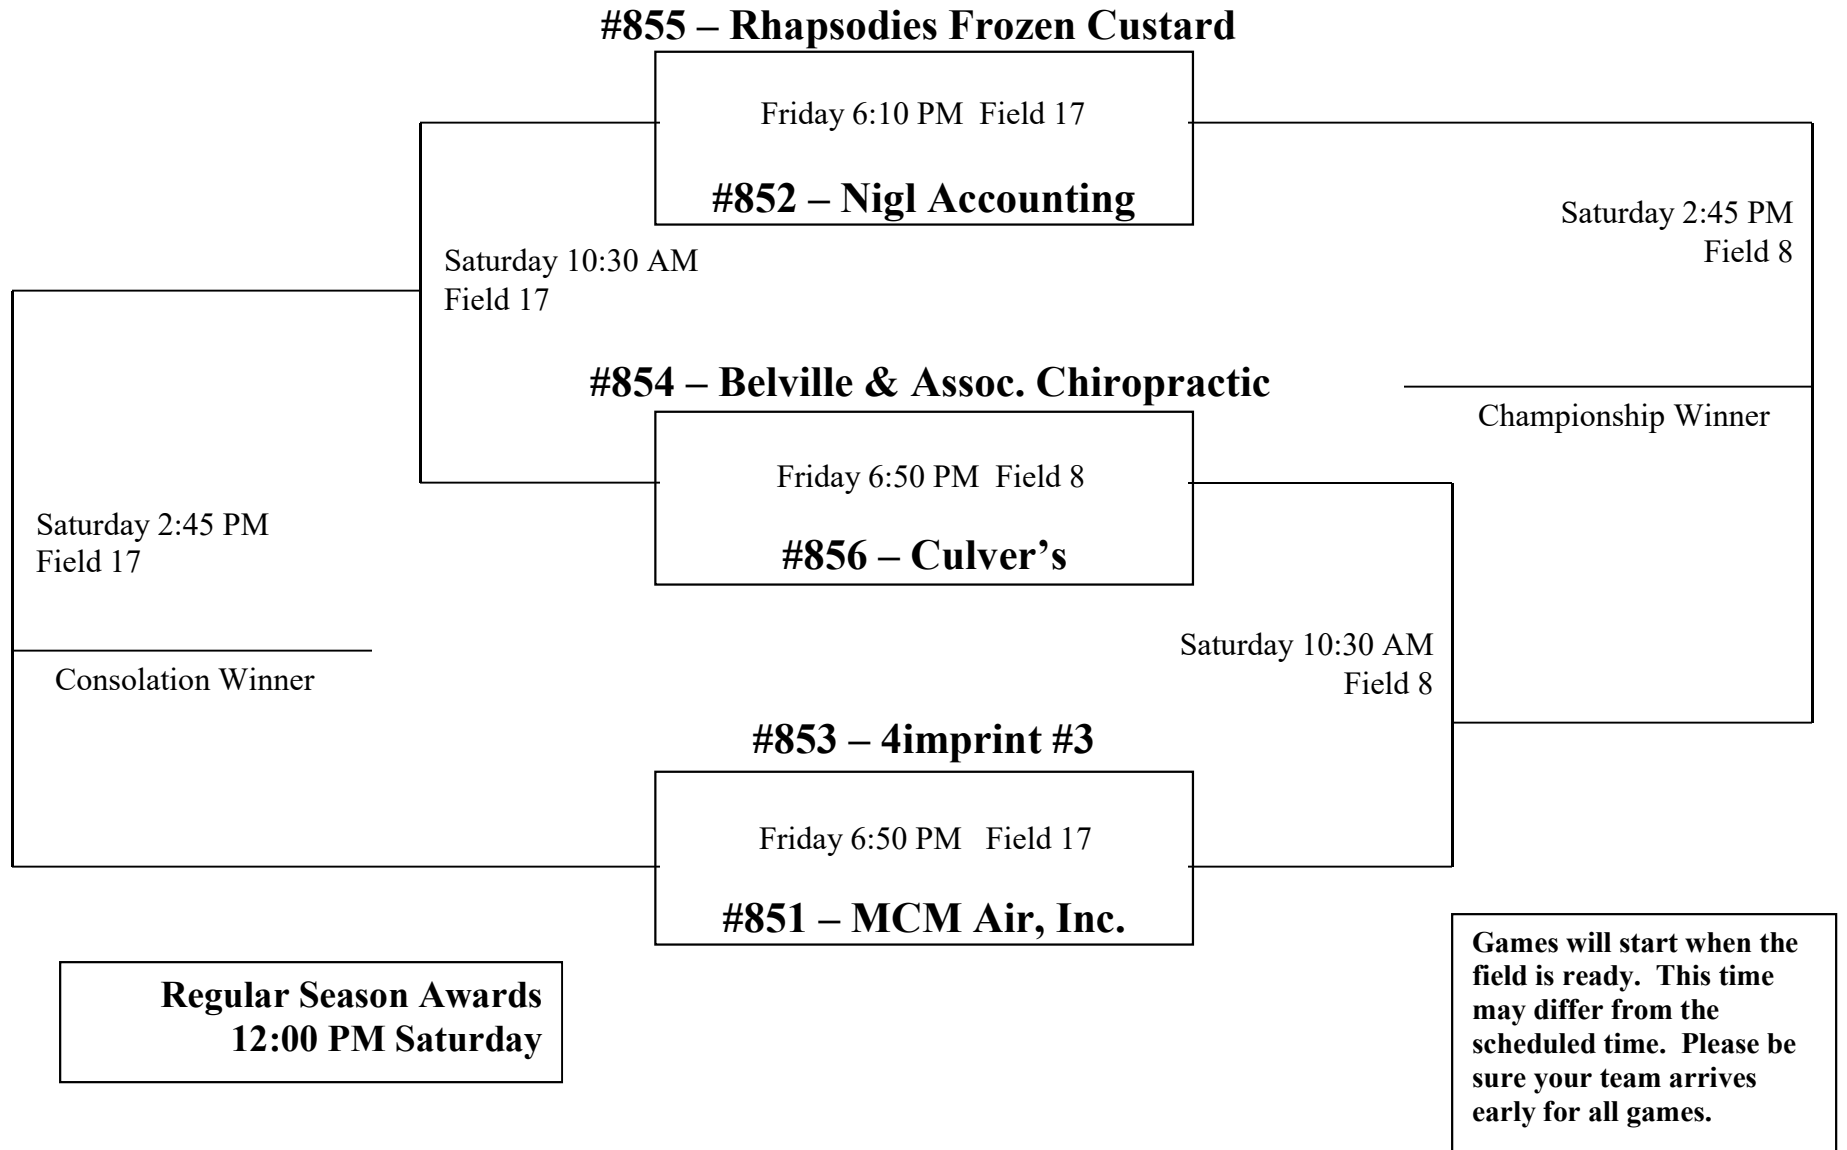 #855 – Rhapsodies Frozen Custard
Friday 6:10 PM  Field 17
#852 – Nigl Accounting
Saturday 2:45 PM
Field 8
Saturday 10:30 AM
Field 17
#854 – Belville & Assoc. Chiropractic
Championship Winner
Friday 6:50 PM  Field 8
Saturday 2:45 PM
Field 17
#856 – Culver’s
Saturday 10:30 AM
Field 8
Consolation Winner
#853 – 4imprint #3
Friday 6:50 PM   Field 17
#851 – MCM Air, Inc.
Regular Season Awards
12:00 PM Saturday
Games will start when the
field is ready.  This time
may differ from the
scheduled time.  Please be
sure your team arrives
early for all games.